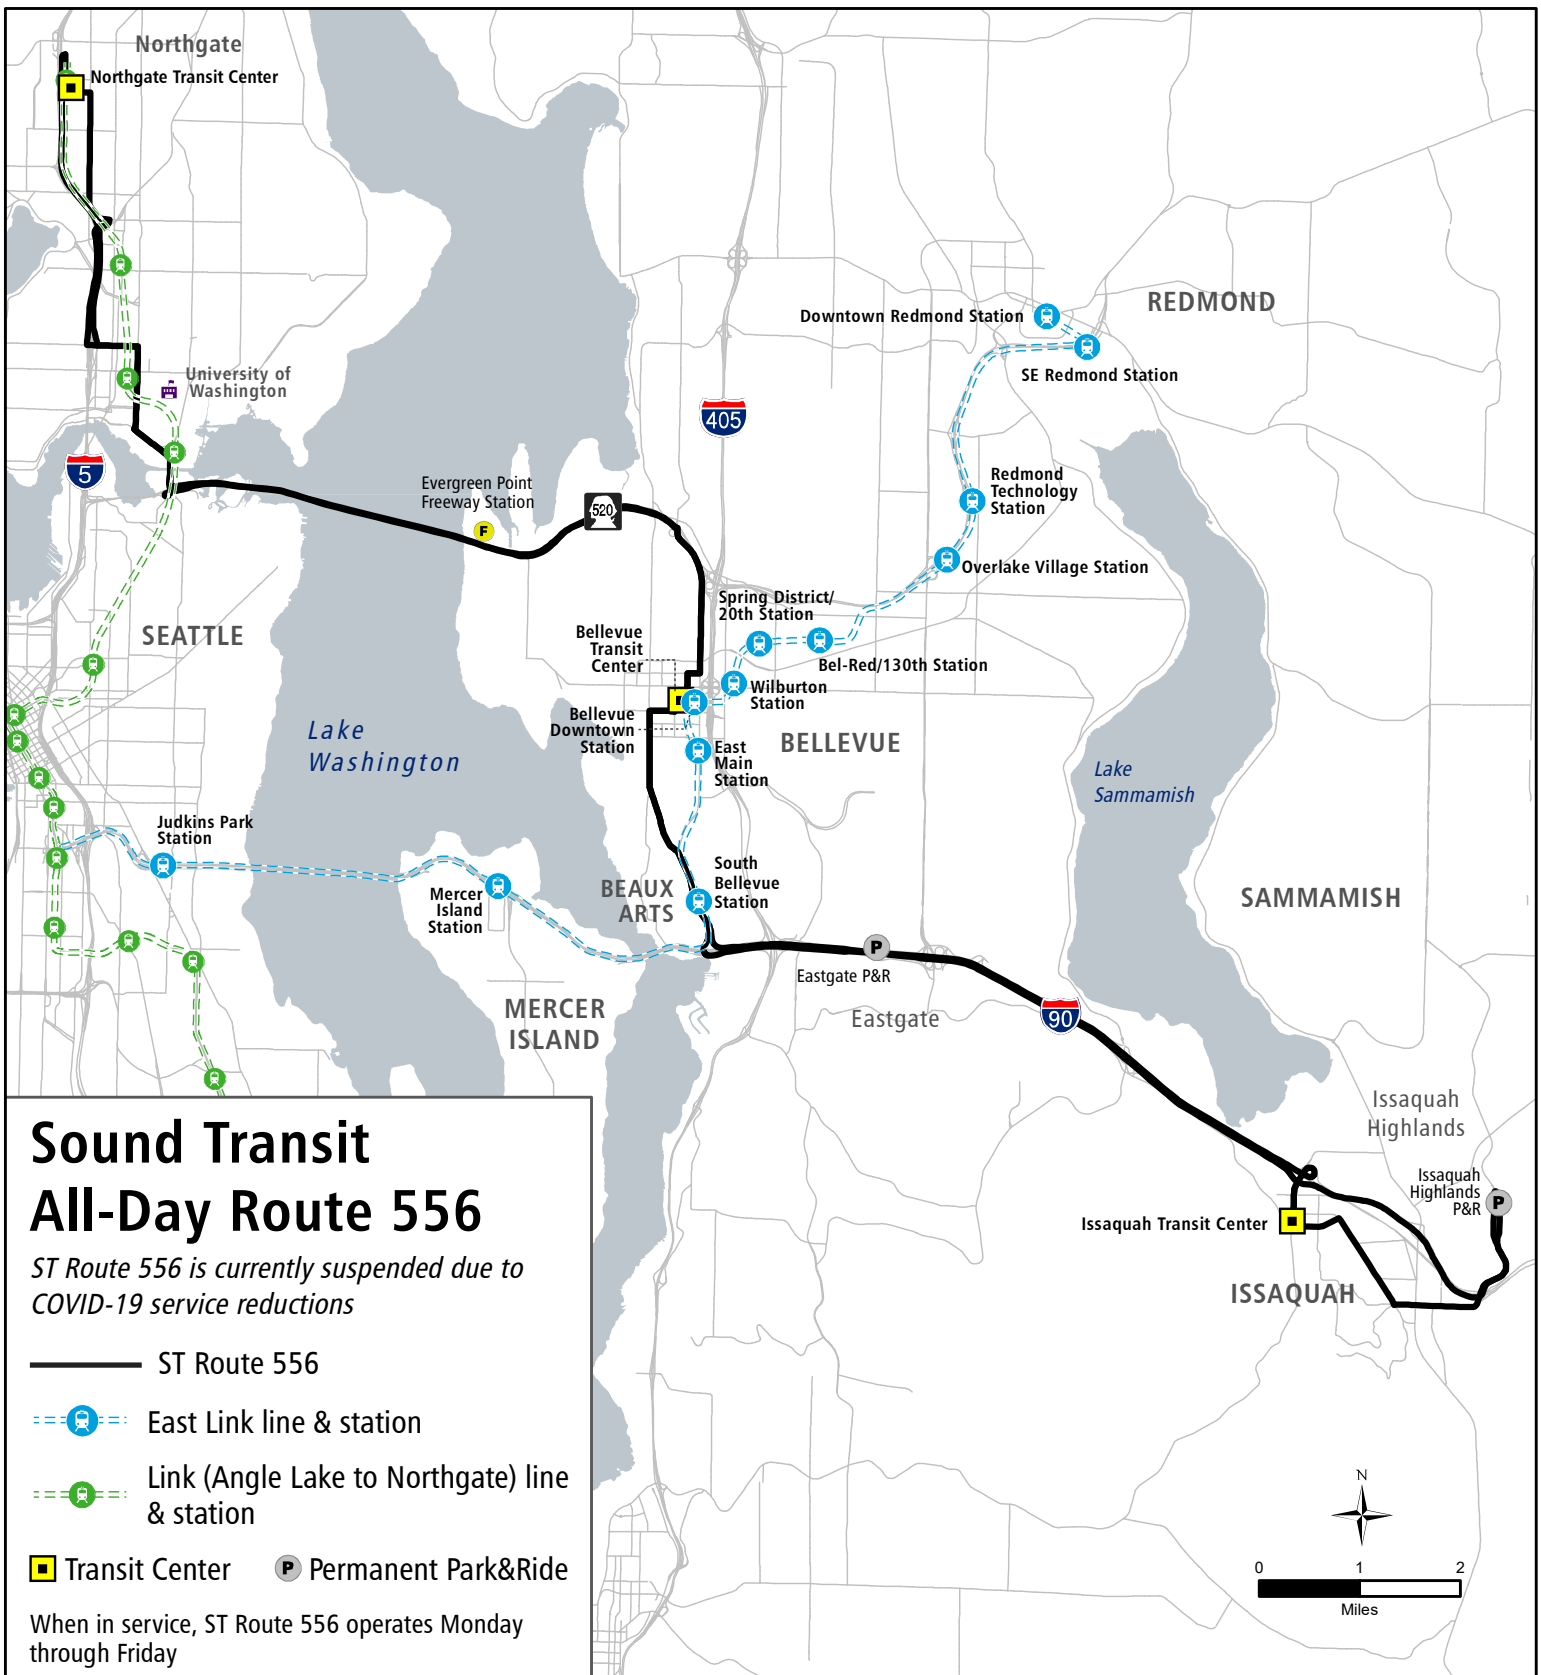 Northgate
Northgate Transit Center
University of
Washington
5
405
Downtown Redmond Station
REDMOND
SE Redmond Station
Evergreen Point
Freeway Station
F
520
Redmond
Technology
Station
Overlake Village Station
Spring District/
20th Station
SEATTLE
Bellevue
Transit
Center
Bel-Red/130th Station
Wilburton
Station
Bellevue
Downtown
Station
Lake
Washington
BELLEVUE
East
Main
Station
Lake
Sammamish
Judkins Park
Station
Mercer
Island
Station
BEAUX
ARTS
South
Bellevue
Station
SAMMAMISH
P
Eastgate P&R
Eastgate
90
MERCER
ISLAND
Issaquah
Highlands
Issaquah
Highlands
P&R
P
Issaquah Transit Center
ISSAQUAH
Sound Transit
All-Day Route 556
ST Route 556 is currently suspended due to
COVID-19 service reductions
ST Route 556
East Link line & station
Link (Angle Lake to Northgate) line
& station
Transit Center
P Permanent Park&Ride
When in service, ST Route 556 operates Monday
through Friday
N
0 1 2
Miles